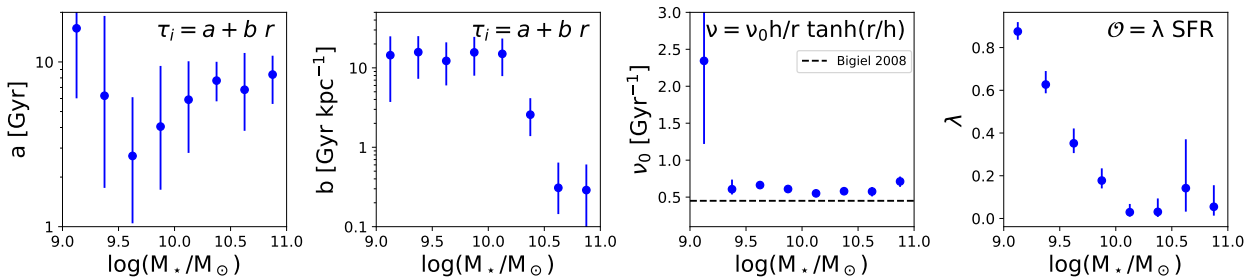 τᵢ = a + b r
a [Gyr]
10
1
9.0 9.5 10.0 10.5 11.0
log(M⋆/M⊙)
τᵢ = a + b r
b [Gyr kpc⁻¹]
10
1
0.1
9.0 9.5 10.0 10.5 11.0
log(M⋆/M⊙)
ν = ν₀h/r tanh(r/h)
Bigiel 2008
ν₀ [Gyr⁻¹]
3.0
2.5
2.0
1.5
1.0
0.5
9.0 9.5 10.0 10.5 11.0
log(M⋆/M⊙)
𝒪 = λ SFR
λ
0.8
0.6
0.4
0.2
0.0
9.0 9.5 10.0 10.5 11.0
log(M⋆/M⊙)